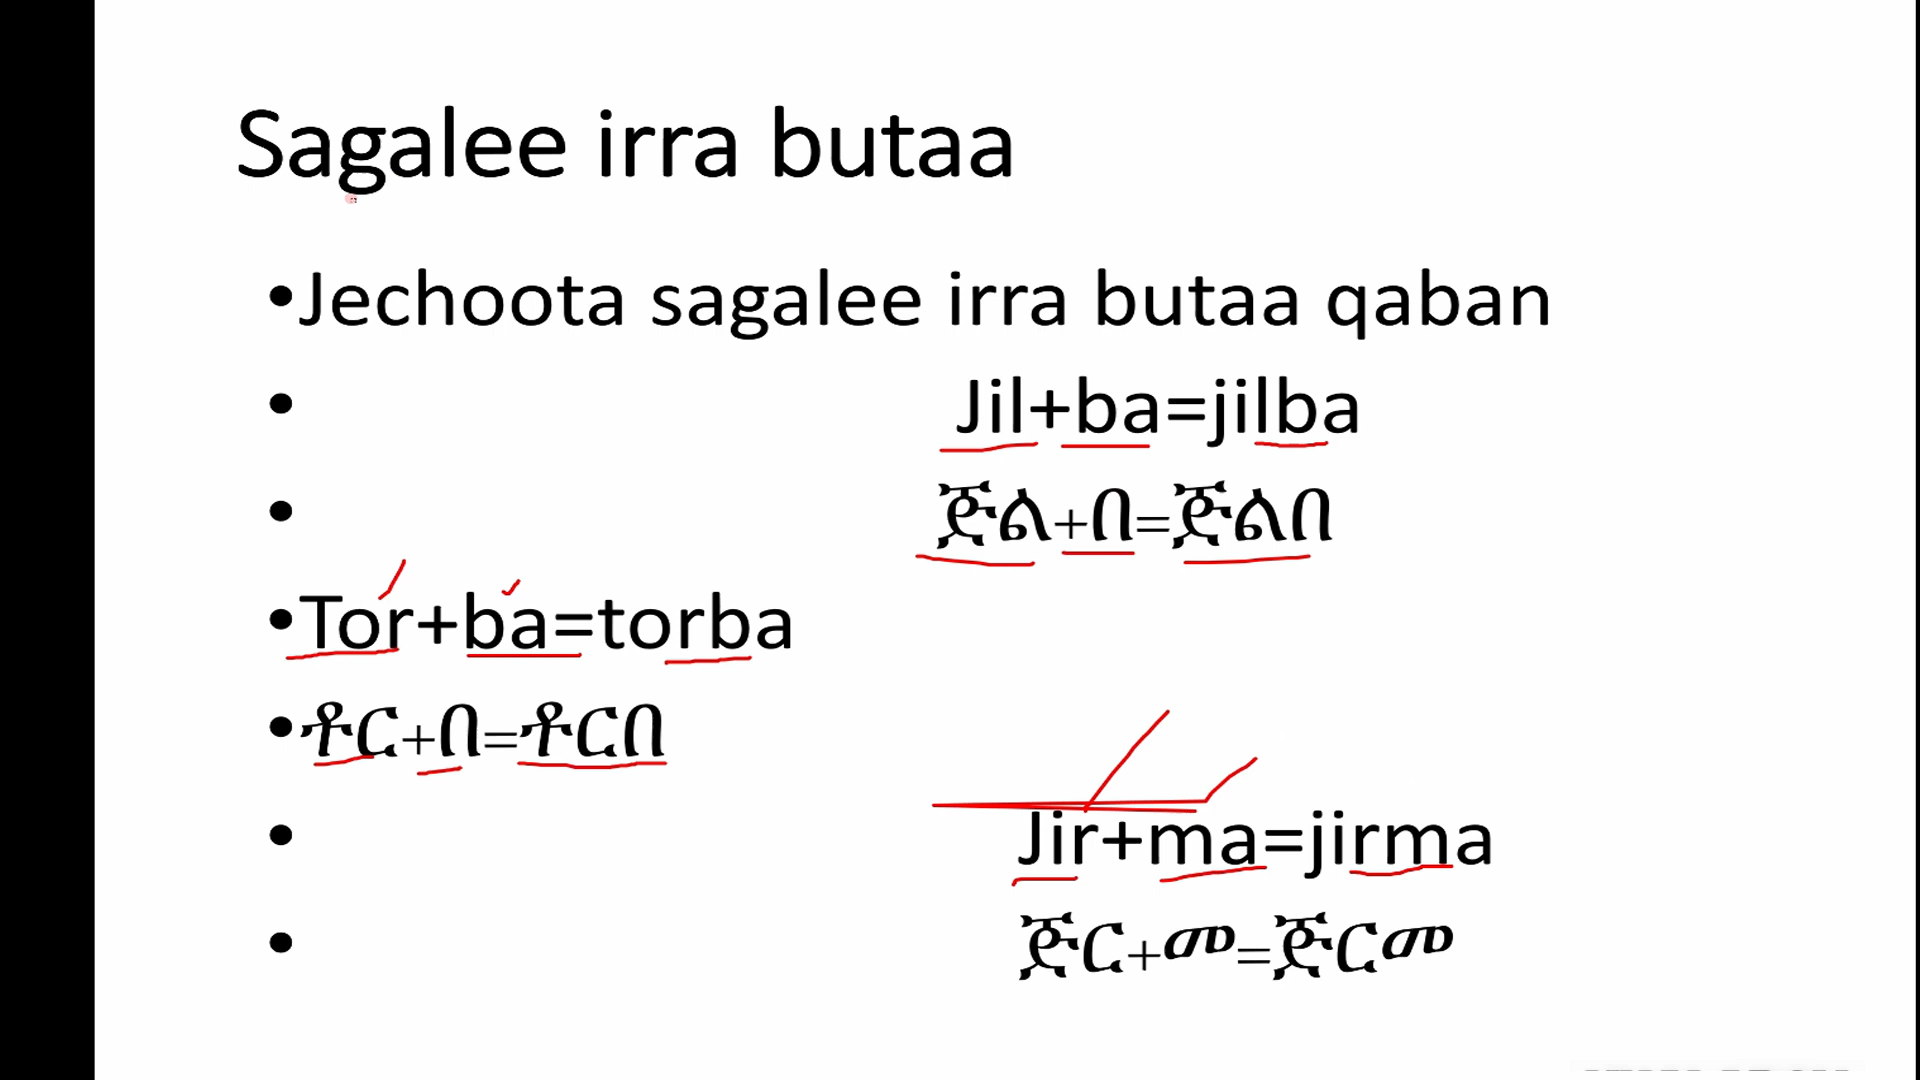 Sagalee irra butaa
•Jechoota sagalee irra butaa qaban
• Jil+ba=jilba
• ጅል+በ=ጅልበ
•Tor+ba=torba
•ቶር+በ=ቶርበ
• Jir+ma=jirma
• ጅር+መ=ጅርመ